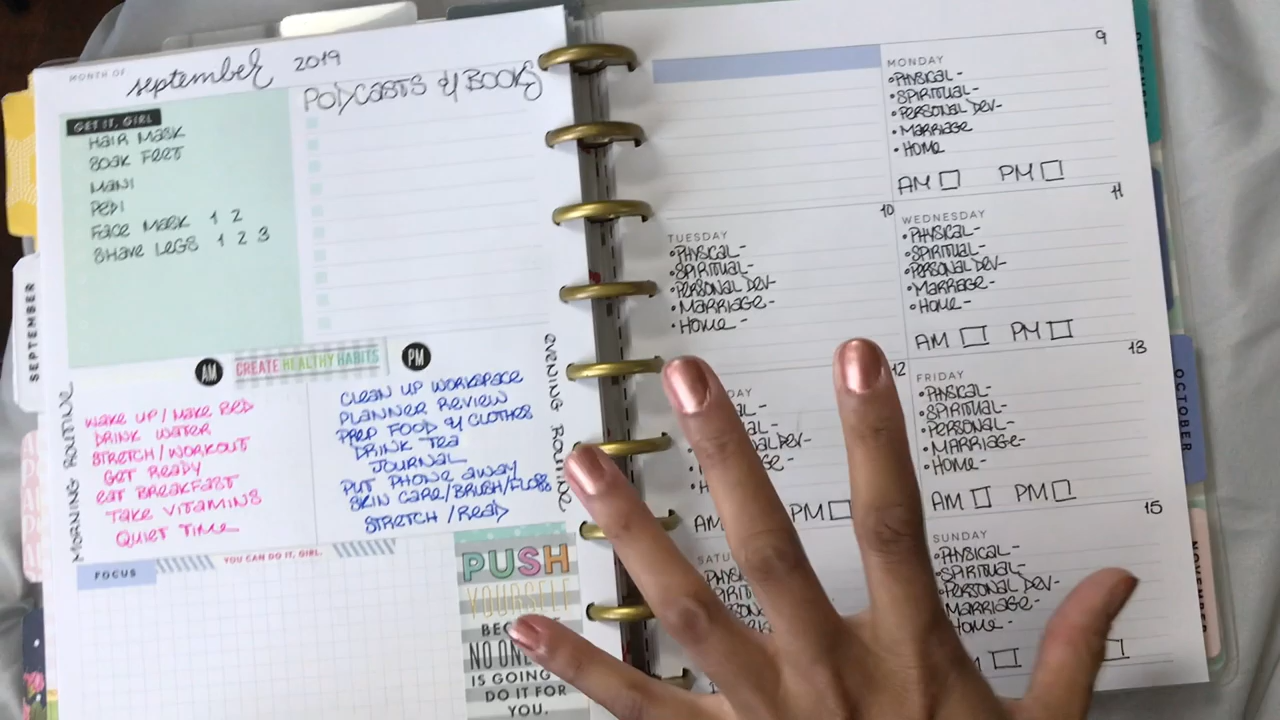 MONTH OF september 2019
GET IT, GIRL
HAIR MASK
SOAK FEET
MANI
PEDI
FACE MASK 1 2
SHAVE LEGS 1 2 3
PODCASTS & BOOKS
AM CREATE HEALTHY HABITS PM
MORNING ROUTINE
WAKE UP / MAKE BED
DRINK WATER
STRETCH / WORKOUT
GET READY
EAT BREAKFAST
TAKE VITAMINS
QUIET TIME
CLEAN UP WORKSPACE
PLANNER REVIEW
PREP FOOD & CLOTHES
DRINK TEA
JOURNAL
PUT PHONE AWAY
SKIN CARE/BRUSH/FLOSS
STRETCH / READ
EVENING ROUTINE
FOCUS
YOU CAN DO IT, GIRL.
PUSH
YOURSELF
NO ONE
IS GOING
DO IT FOR
YOU.
SEPTEMBER
MONDAY 9
•PHYSICAL-
•SPIRITUAL-
•PERSONAL DEV-
•MARRIAGE
•HOME
AM PM
TUESDAY 10
•PHYSICAL-
•SPIRITUAL-
•PERSONAL DEV-
•MARRIAGE-
•HOME-
WEDNESDAY 11
•PHYSICAL-
•SPIRITUAL-
•PERSONAL DEV-
•MARRIAGE-
•HOME-
AM PM
12
AM PM
FRIDAY 13
•PHYSICAL-
•SPIRITUAL-
•PERSONAL-
•MARRIAGE-
•HOME-
AM PM
SUNDAY 15
•PHYSICAL-
•SPIRITUAL-
•PERSONAL DEV-
MARRIAGE-
HOME-
OCTOBER
NOVEMBER